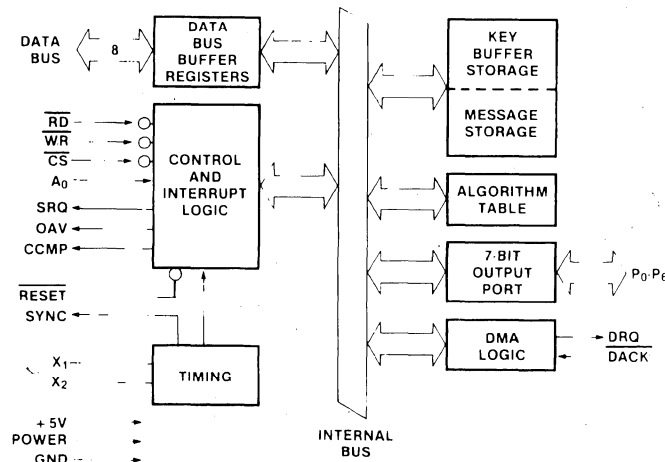 DATA
BUS
8
DATA
BUS
BUFFER
REGISTERS
KEY
BUFFER
STORAGE
MESSAGE
STORAGE
RD
WR
CS
A0
SRQ
OAV
CCMP
CONTROL
AND
INTERRUPT
LOGIC
ALGORITHM
TABLE
7-BIT
OUTPUT
PORT
P0-P6
RESET
SYNC
DMA
LOGIC
DRQ
DACK
X1
X2
TIMING
+5V
POWER
GND
INTERNAL
BUS